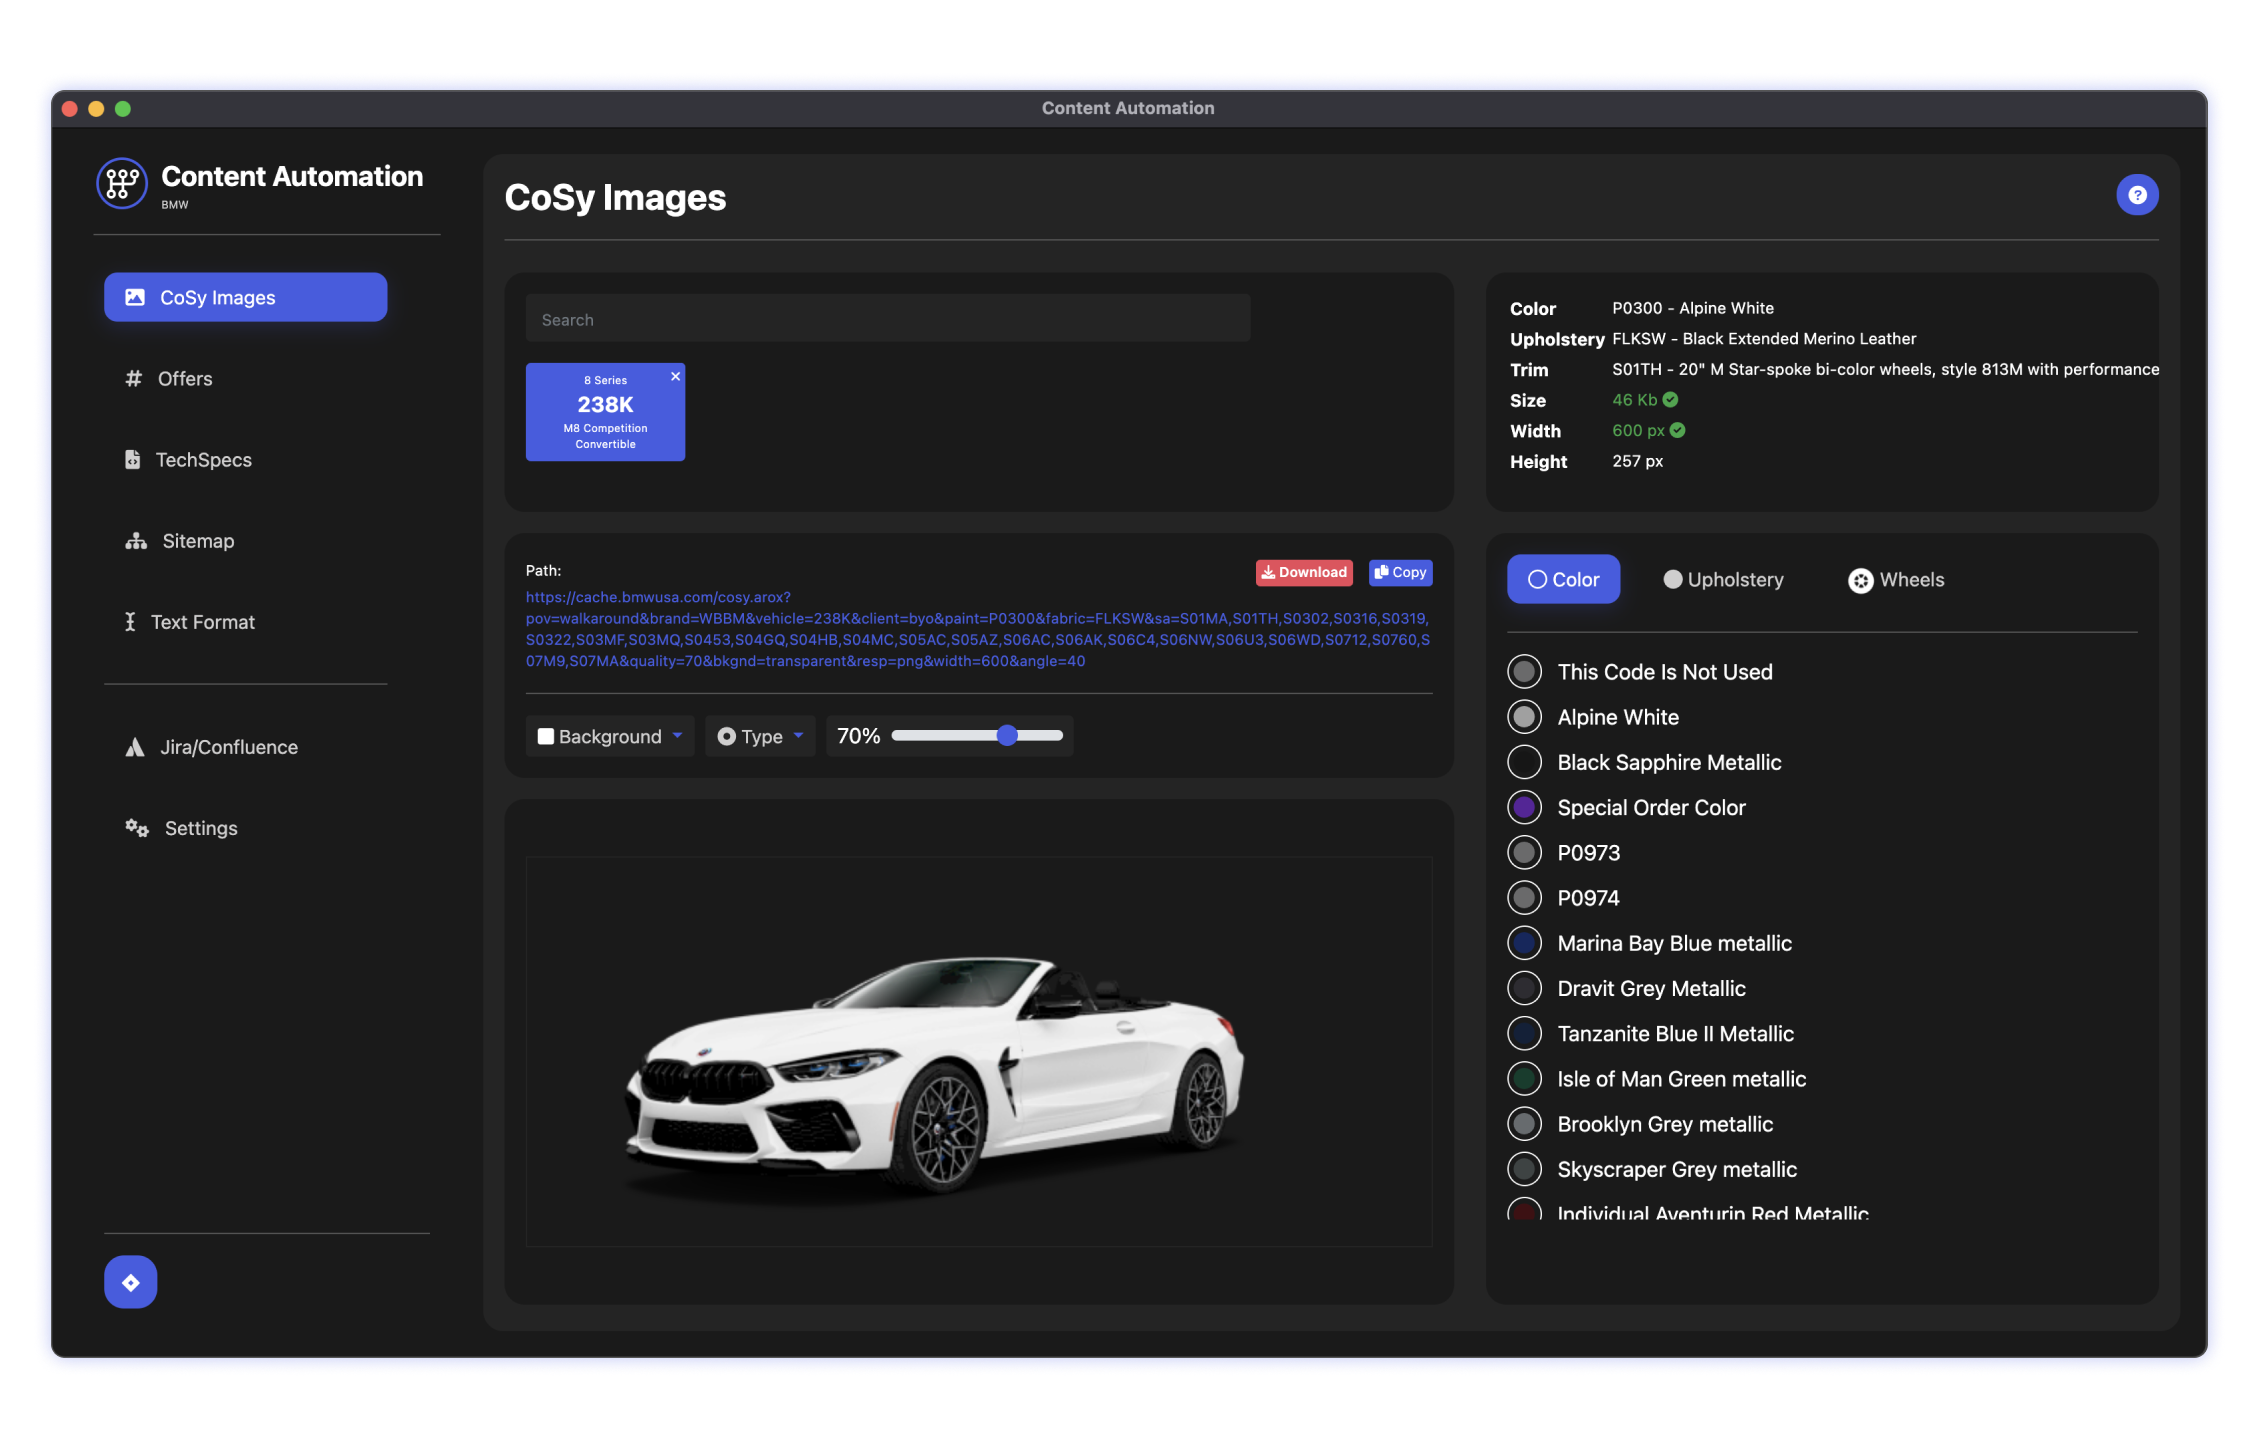 Content Automation
Content Automation
BMW
CoSy Images
Offers
TechSpecs
Sitemap
Text Format
Jira/Confluence
Settings
CoSy Images
Search
8 Series
238K
M8 Competition
Convertible
Color P0300 - Alpine White
Upholstery FLKSW - Black Extended Merino Leather
Trim S01TH - 20" M Star-spoke bi-color wheels, style 813M with performance
Size 46 Kb
Width 600 px
Height 257 px
Path:
Download
Copy
https://cache.bmwusa.com/cosy.arox?
pov=walkaround&brand=WBBM&vehicle=238K&client=byo&paint=P0300&fabric=FLKSW&sa=S01MA,S01TH,S0302,S0316,S0319,
S0322,S03MF,S03MQ,S0453,S04GQ,S04HB,S04MC,S05AC,S05AZ,S06AC,S06AK,S06C4,S06NW,S06U3,S06WD,S0712,S0760,S
07M9,S07MA&quality=70&bkgnd=transparent&resp=png&width=600&angle=40
Background
Type
70%
Color
Upholstery
Wheels
This Code Is Not Used
Alpine White
Black Sapphire Metallic
Special Order Color
P0973
P0974
Marina Bay Blue metallic
Dravit Grey Metallic
Tanzanite Blue II Metallic
Isle of Man Green metallic
Brooklyn Grey metallic
Skyscraper Grey metallic
Individual Aventurin Red Metallic